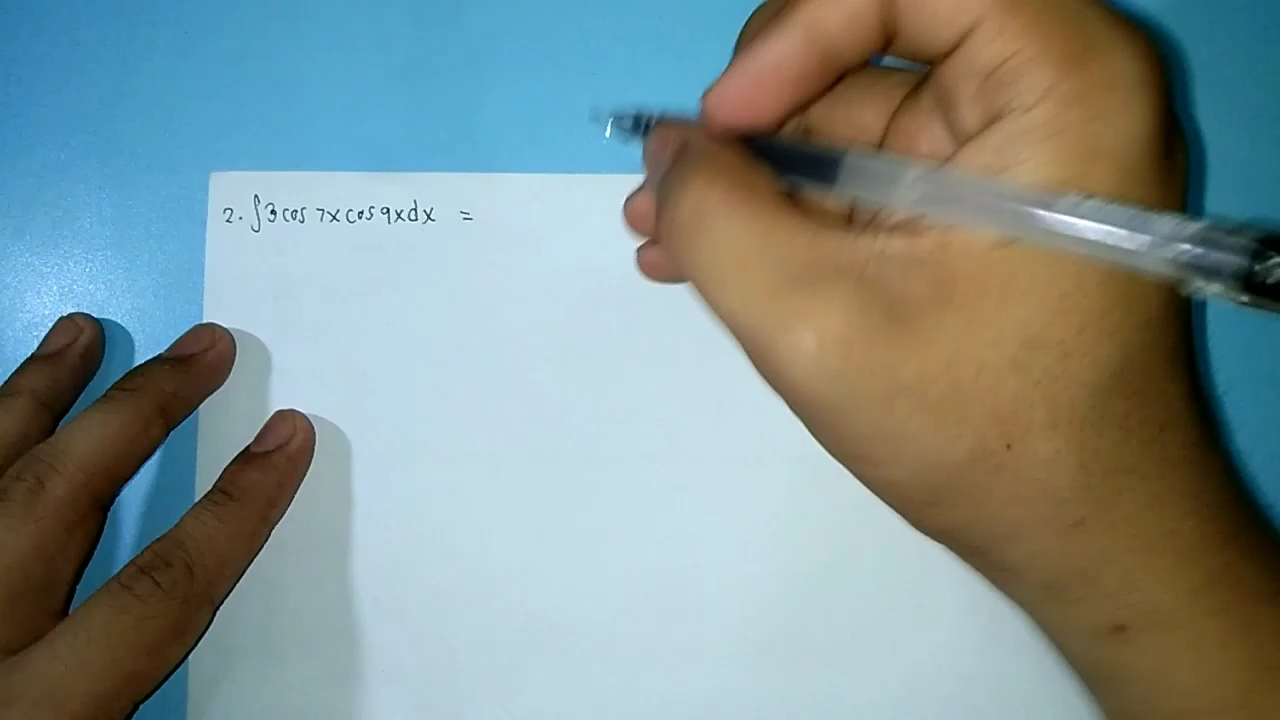 2. ∫3 cos 7x cos 9x dx =